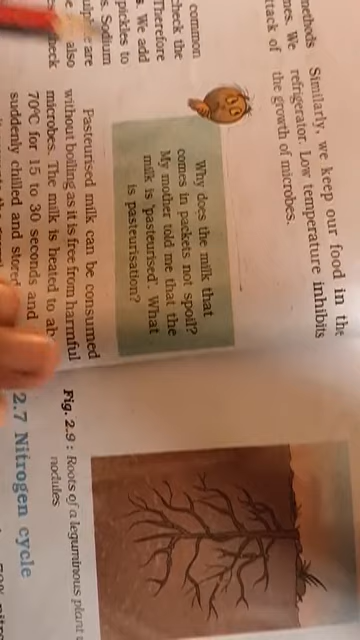 common
check the
Therefore
s. We add
pickles to
s. Sodium
are
also
check
methods
mes. We
ttack of
Similarly, we keep our food in the
refrigerator. Low temperature inhibits
the growth of microbes.
Why does the milk that
comes in packets not spoil?
My mother told me that the
milk is 'pasteurised'. What
is pasteurisation?
Pasteurised milk can be consumed
without boiling as it is free from harmful
microbes. The milk is heated to
70°C for 15 to 30 seconds and
suddenly chilled and stored
Fig. 2.9 : Roots of a leguminous plant
nodules
2.7 Nitrogen cycle